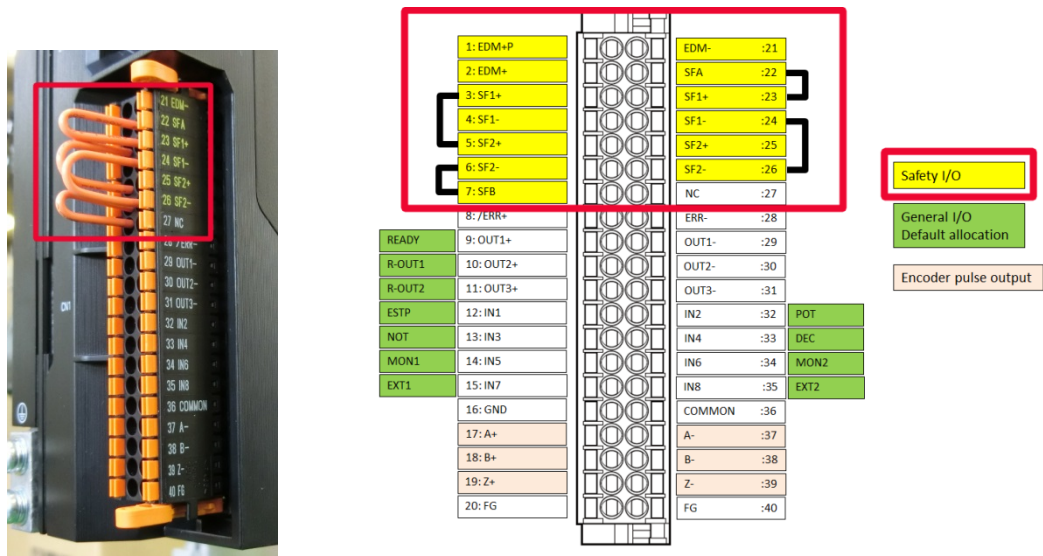 21 EDM-
22 SFA
23 SF1+
24 SF1-
25 SF2+
26 SF2-
27 NC
28 /ERR-
29 OUT1-
30 OUT2-
31 OUT3-
32 IN2
33 IN4
34 IN6
35 IN8
36 COMMON
37 A-
38 B-
39 Z-
40 FG
CN1
1: EDM+P
2: EDM+
3: SF1+
4: SF1-
5: SF2+
6: SF2-
7: SFB
8: /ERR+
READY 9: OUT1+
R-OUT1 10: OUT2+
R-OUT2 11: OUT3+
ESTP 12: IN1
NOT 13: IN3
MON1 14: IN5
EXT1 15: IN7
16: GND
17: A+
18: B+
19: Z+
20: FG
EDM- :21
SFA :22
SF1+ :23
SF1- :24
SF2+ :25
SF2- :26
NC :27
ERR- :28
OUT1- :29
OUT2- :30
OUT3- :31
IN2 :32 POT
IN4 :33 DEC
IN6 :34 MON2
IN8 :35 EXT2
COMMON :36
A- :37
B- :38
Z- :39
FG :40
Safety I/O
General I/O
Default allocation
Encoder pulse output